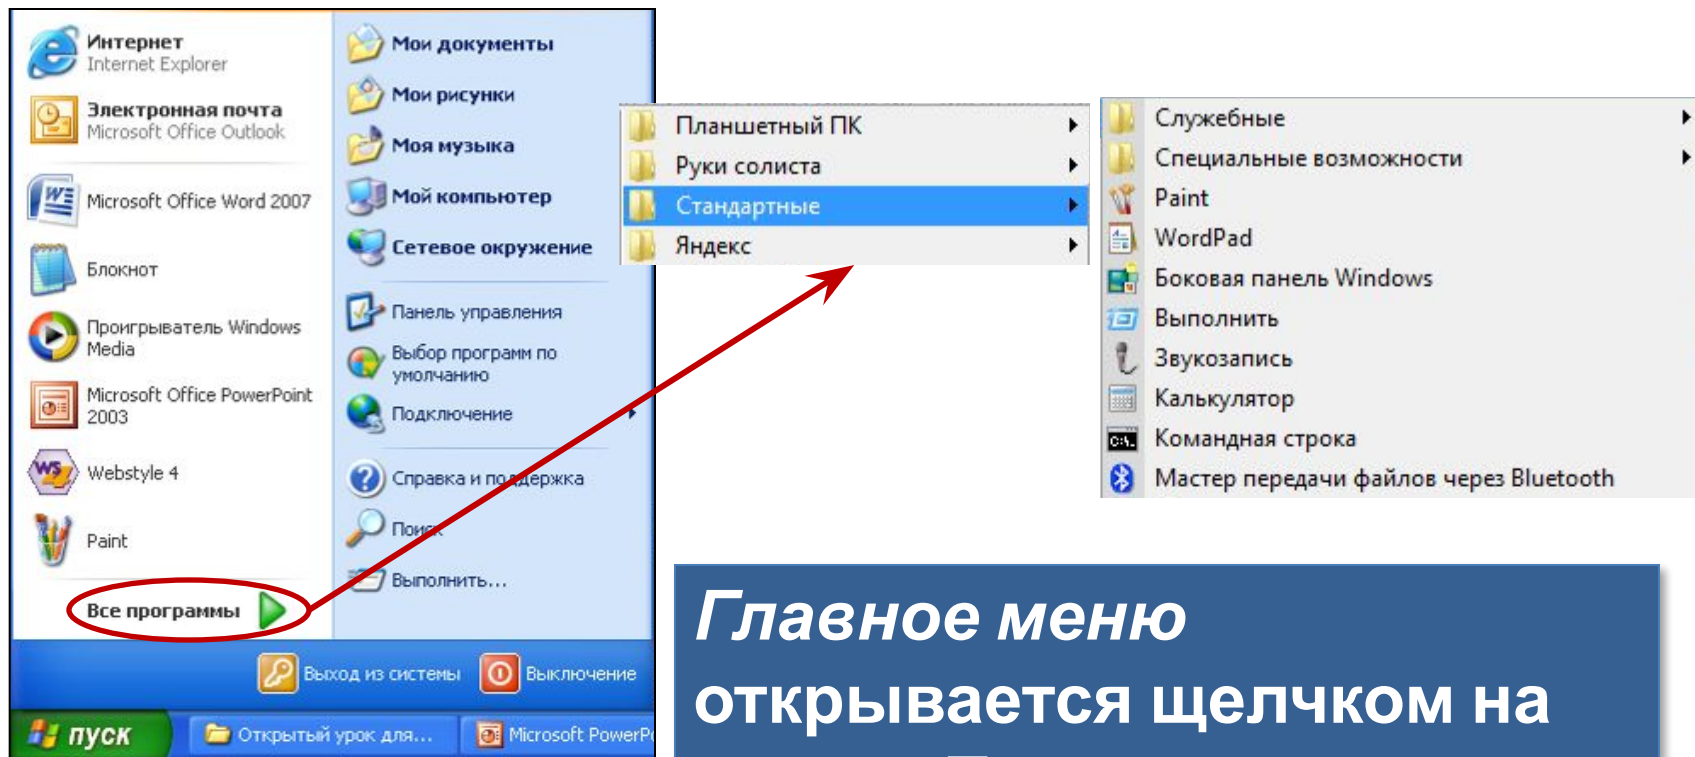 Интернет
Internet Explorer
Электронная почта
Microsoft Office Outlook
Microsoft Office Word 2007
Блокнот
Проигрыватель Windows
Media
Microsoft Office PowerPoint
2003
Webstyle 4
Paint
Все программы
Мои документы
Мои рисунки
Моя музыка
Мой компьютер
Сетевое окружение
Панель управления
Выбор программ по
умолчанию
Подключение
Справка и поддержка
Поиск
Выполнить...
Выход из системы
Выключение
пуск
Открытый урок для...
Microsoft PowerP
Планшетный ПК
Руки солиста
Стандартные
Яндекс
Служебные
Специальные возможности
Paint
WordPad
Боковая панель Windows
Выполнить
Звукозапись
Калькулятор
Командная строка
Мастер передачи файлов через Bluetooth
Главное меню
открывается щелчком на